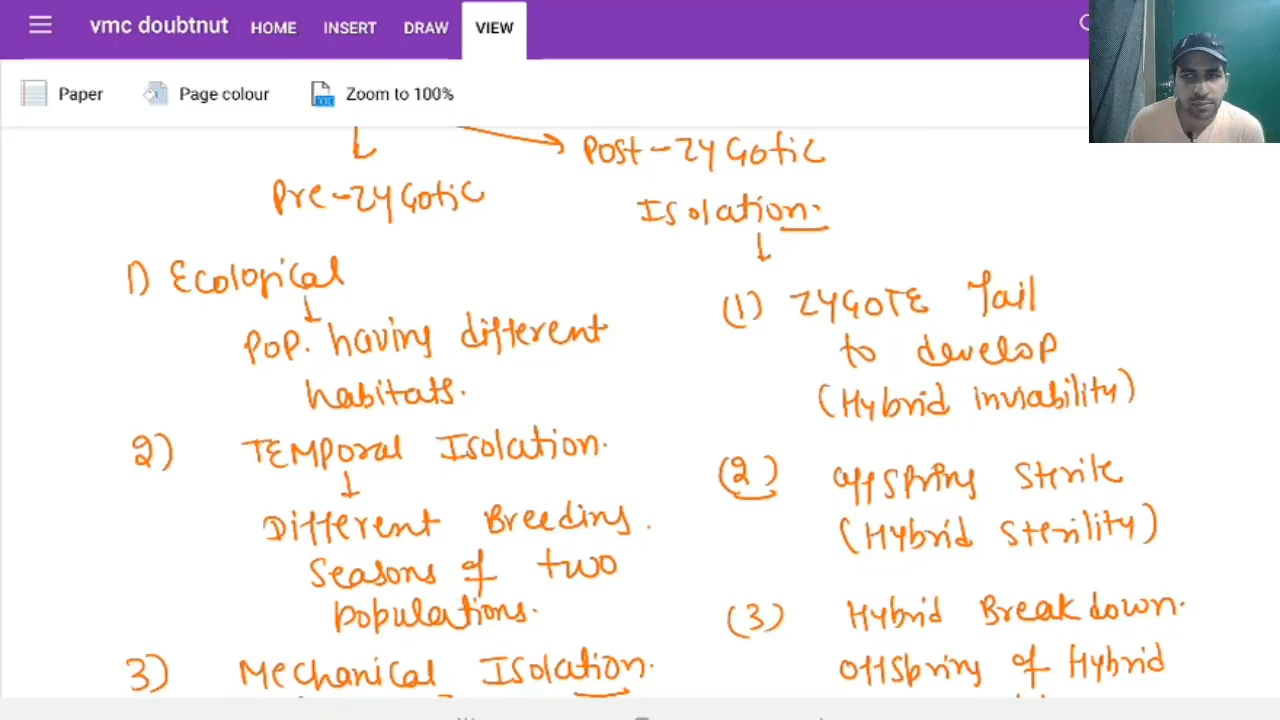 vmc doubtnut HOME INSERT DRAW VIEW
Paper Page colour Zoom to 100%
Pre-ZYGotic
Post-ZYGotic
Isolation.
1) Ecological
Pop. having different
habitats.
2) TEMPoral Isolation.
Different Breeding
Seasons of two
populations.
3) Mechanical Isolation.
(1) ZYGOTE fail
to develop
(Hybrid inviability)
(2) offspring sterile
(Hybrid sterility)
(3) Hybrid Breakdown.
offspring of Hybrid